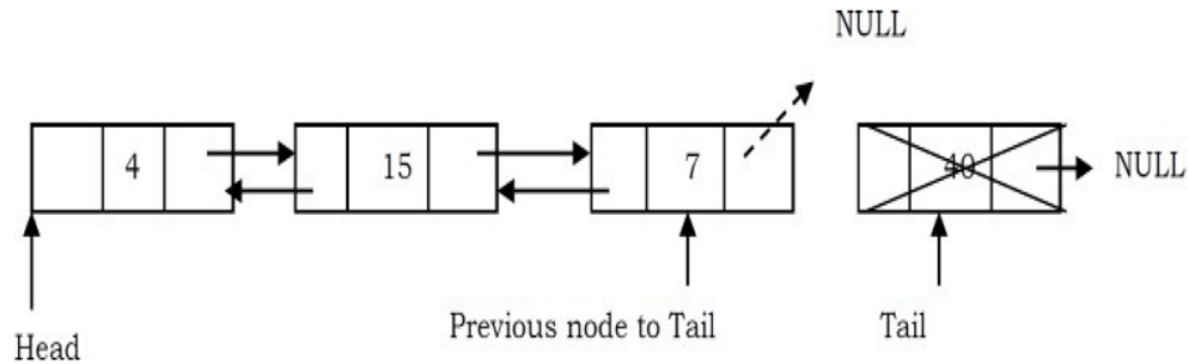 NULL
4
15
7
40
NULL
Previous node to Tail
Tail
Head